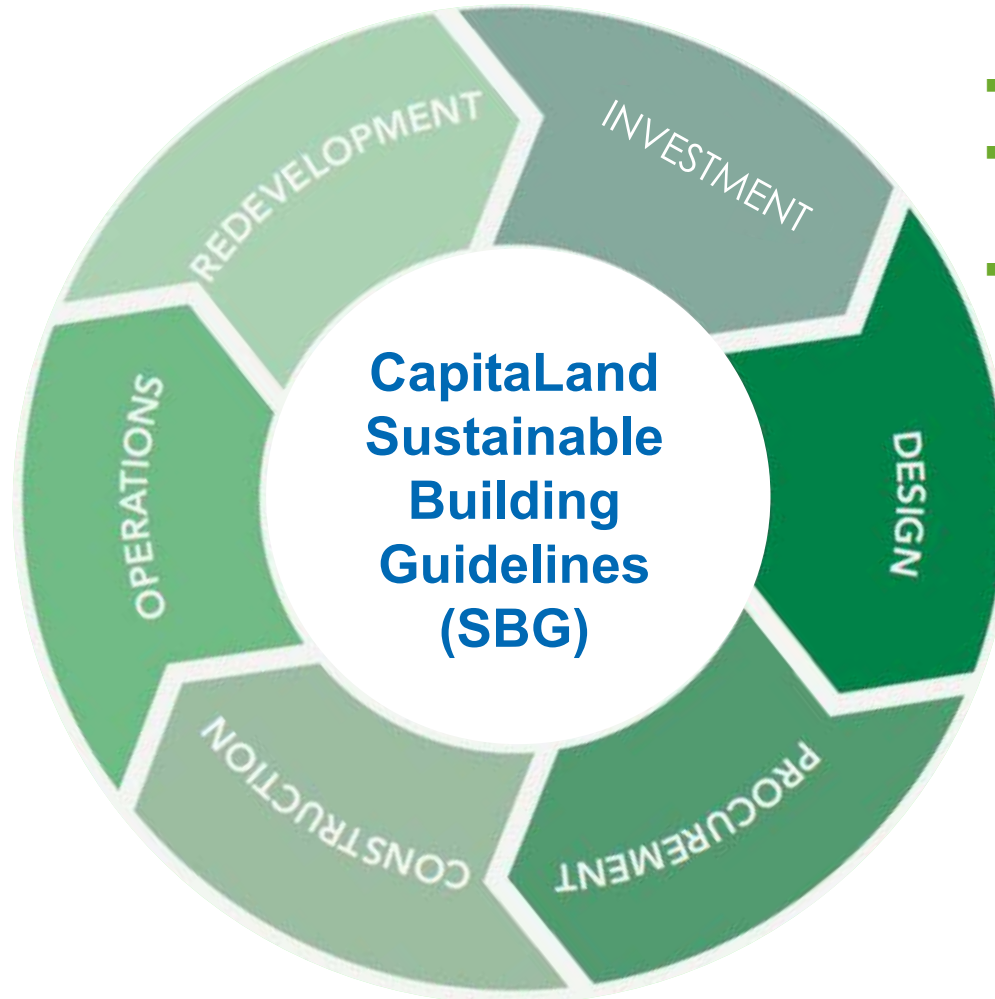 INVESTMENT
DESIGN
PROCUREMENT
CONSTRUCTION
OPERATIONS
REDEVELOPMENT
CapitaLand
Sustainable
Building
Guidelines
(SBG)